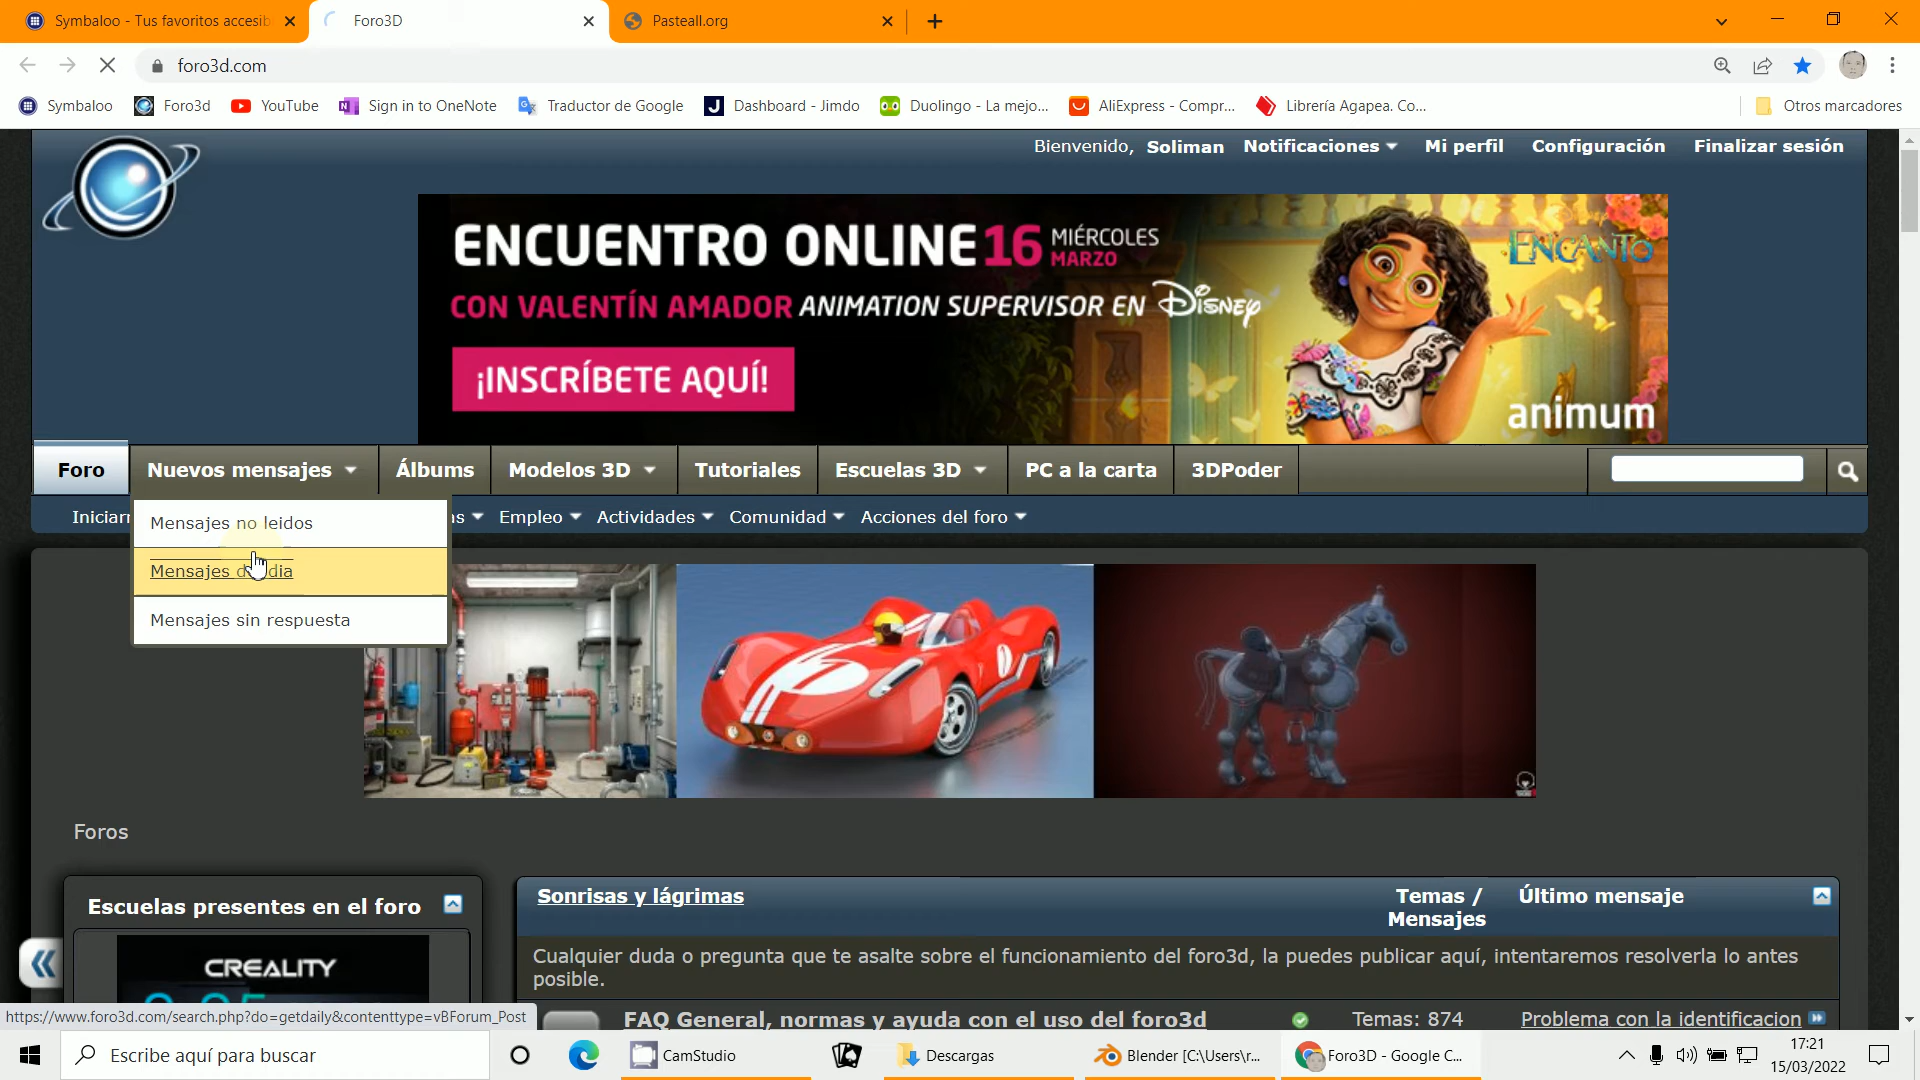 Symbaloo - Tus favoritos accesib
Foro3D
Pasteall.org
foro3d.com
Symbaloo
Foro3d
YouTube
Sign in to OneNote
Traductor de Google
Dashboard - Jimdo
Duolingo - La mejo...
AliExpress - Compr...
Librería Agapea. Co...
Otros marcadores
Bienvenido, Soliman Notificaciones Mi perfil Configuración Finalizar sesión
ENCUENTRO ONLINE 16 MIÉRCOLES MARZO
ENCANTO
CON VALENTÍN AMADOR ANIMATION SUPERVISOR EN Disney
¡INSCRÍBETE AQUÍ!
animum
Foro Nuevos mensajes Álbums Modelos 3D Tutoriales Escuelas 3D PC a la carta 3DPoder
Iniciar Empleo Actividades Comunidad Acciones del foro
Mensajes no leidos
Mensajes dia
Mensajes sin respuesta
Foros
Escuelas presentes en el foro
CREALITY
Sonrisas y lágrimas
Temas / Mensajes
Último mensaje
Cualquier duda o pregunta que te asalte sobre el funcionamiento del foro3d, la puedes publicar aquí, intentaremos resolverla lo antes
posible.
FAQ General, normas y ayuda con el uso del foro3d
Temas: 874
Problema con la identificacion
https://www.foro3d.com/search.php?do=getdaily&contenttype=vBForum_Post
Escribe aquí para buscar
CamStudio
Descargas
Blender [C:\Users\r...
Foro3D - Google C...
17:21
15/03/2022